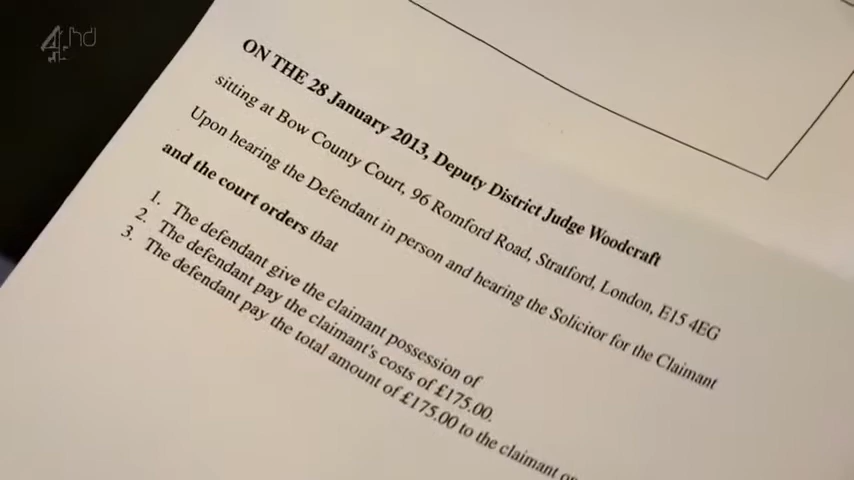 4hd
ON THE 28 January 2013, Deputy District Judge Woodcraft
sitting at Bow County Court, 96 Romford Road, Stratford, London, E15 4EG
Upon hearing the Defendant in person and hearing the Solicitor for the Claimant
and the court orders that
1. The defendant give the claimant possession of
2. The defendant pay the claimant's costs of £175.00.
3. The defendant pay the total amount of £175.00 to the claimant